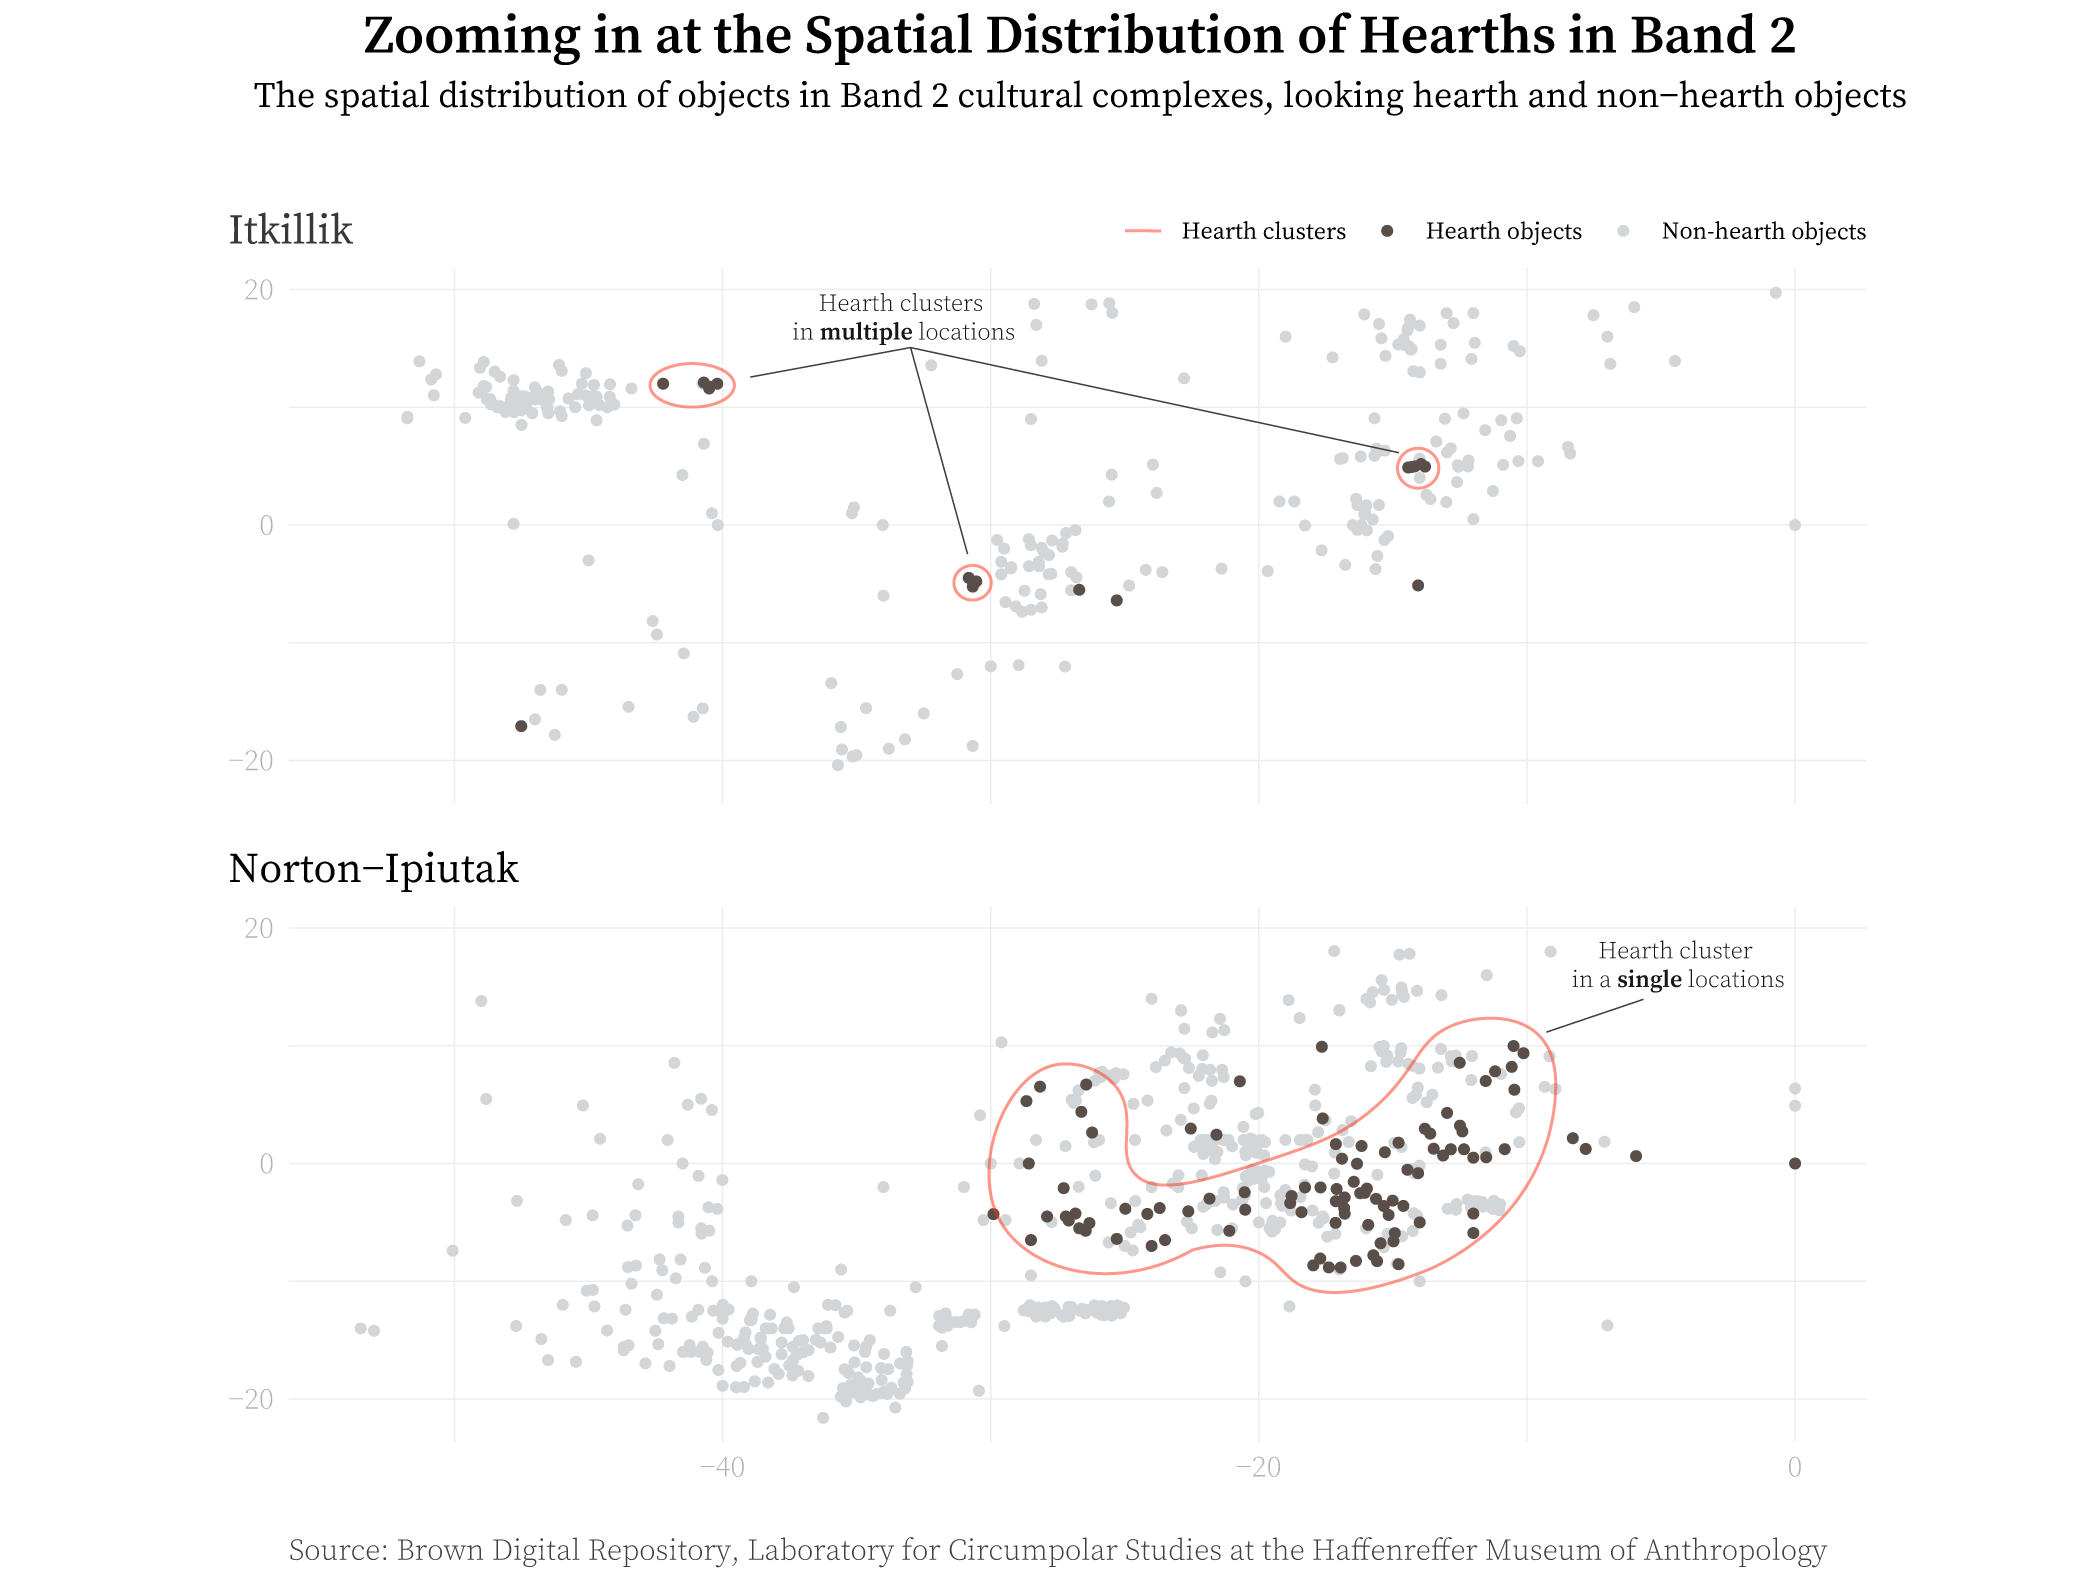 Zooming in at the Spatial Distribution of Hearths in Band 2
The spatial distribution of objects in Band 2 cultural complexes, looking hearth and non−hearth objects
Itkillik
Hearth clusters
Hearth objects
Non-hearth objects
20
Hearth clusters
in multiple locations
0
−20
Norton−Ipiutak
20
Hearth cluster
in a single locations
0
−20
−40
−20
0
Source: Brown Digital Repository, Laboratory for Circumpolar Studies at the Haffenreffer Museum of Anthropology